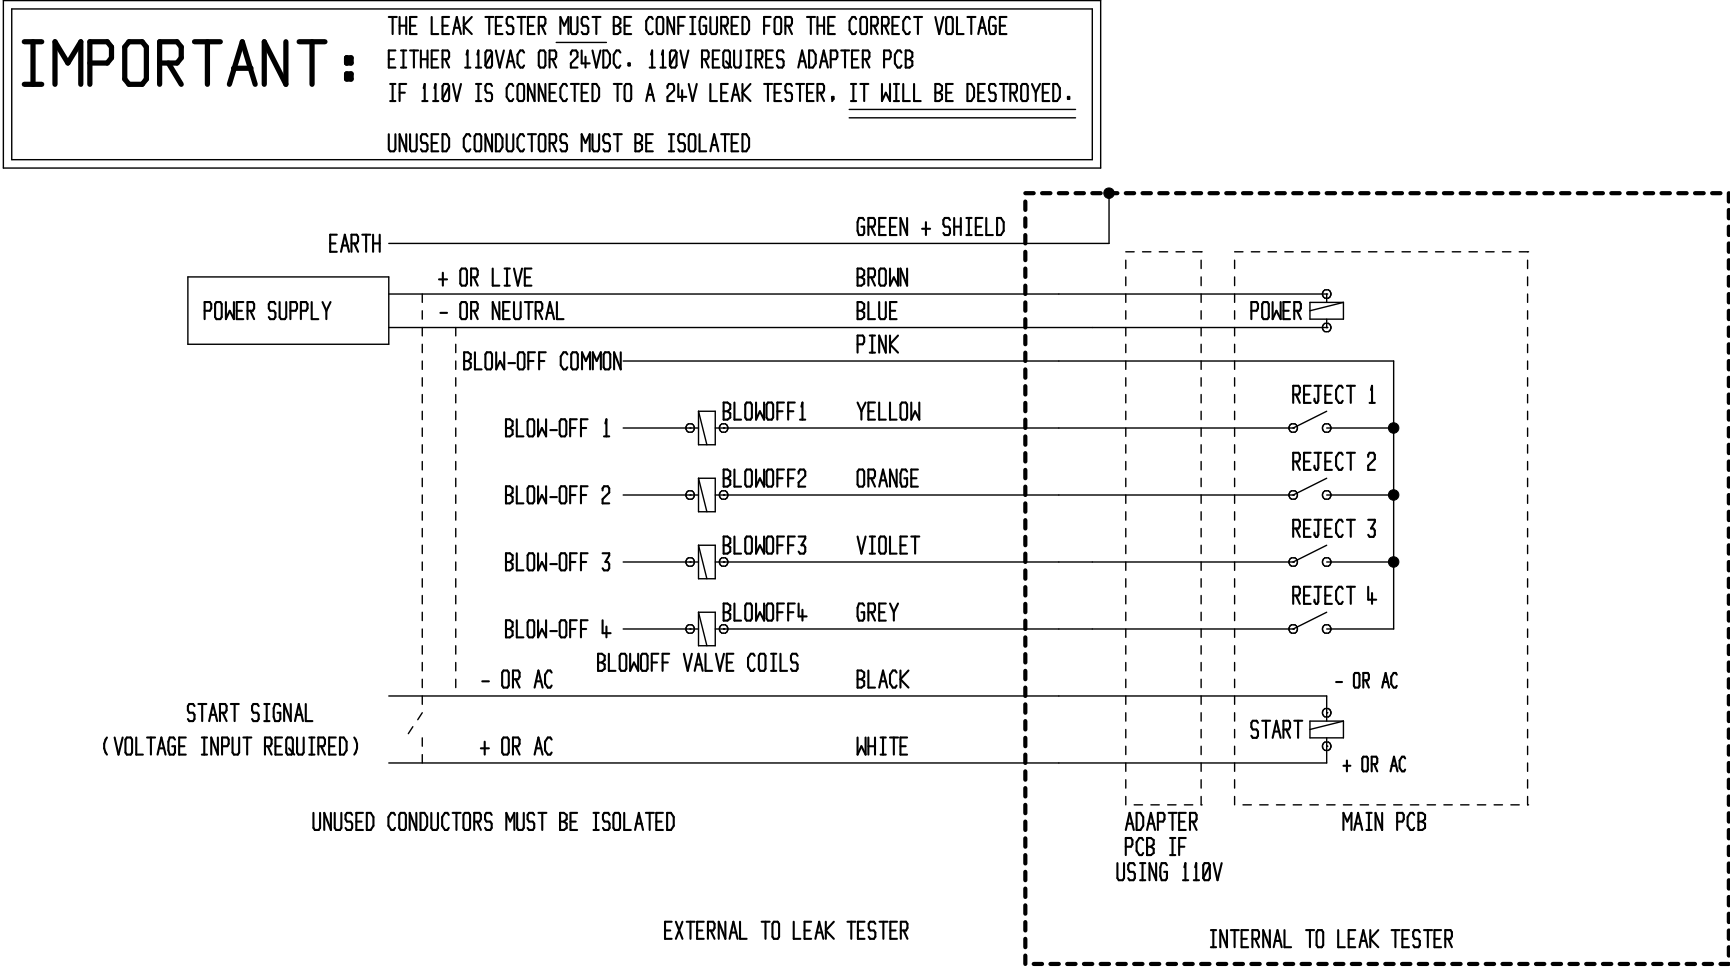 IMPORTANT:
THE LEAK TESTER MUST BE CONFIGURED FOR THE CORRECT VOLTAGE
EITHER 110VAC OR 24VDC. 110V REQUIRES ADAPTER PCB
IF 110V IS CONNECTED TO A 24V LEAK TESTER, IT WILL BE DESTROYED.
UNUSED CONDUCTORS MUST BE ISOLATED
EARTH
GREEN + SHIELD
POWER SUPPLY
+ OR LIVE
BROWN
- OR NEUTRAL
BLUE
POWER
BLOW-OFF COMMON
PINK
BLOW-OFF 1
BLOWOFF1
YELLOW
REJECT 1
BLOW-OFF 2
BLOWOFF2
ORANGE
REJECT 2
BLOW-OFF 3
BLOWOFF3
VIOLET
REJECT 3
BLOW-OFF 4
BLOWOFF4
GREY
REJECT 4
BLOWOFF VALVE COILS
- OR AC
BLACK
- OR AC
START SIGNAL
(VOLTAGE INPUT REQUIRED)
+ OR AC
WHITE
START
+ OR AC
UNUSED CONDUCTORS MUST BE ISOLATED
ADAPTER
PCB IF
USING 110V
MAIN PCB
EXTERNAL TO LEAK TESTER
INTERNAL TO LEAK TESTER